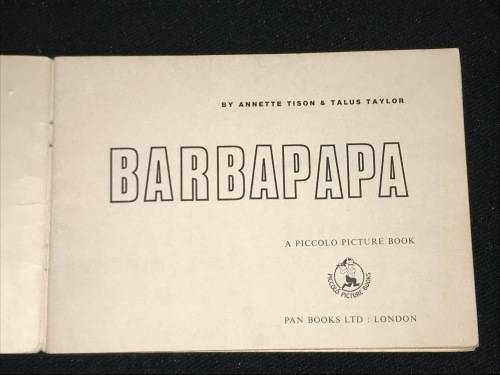 BY ANNETTE TISON & TALUS TAYLOR
BARBAPAPA
A PICCOLO PICTURE BOOK
PICCOLO PICTURE BOOKS
PAN BOOKS LTD : LONDON